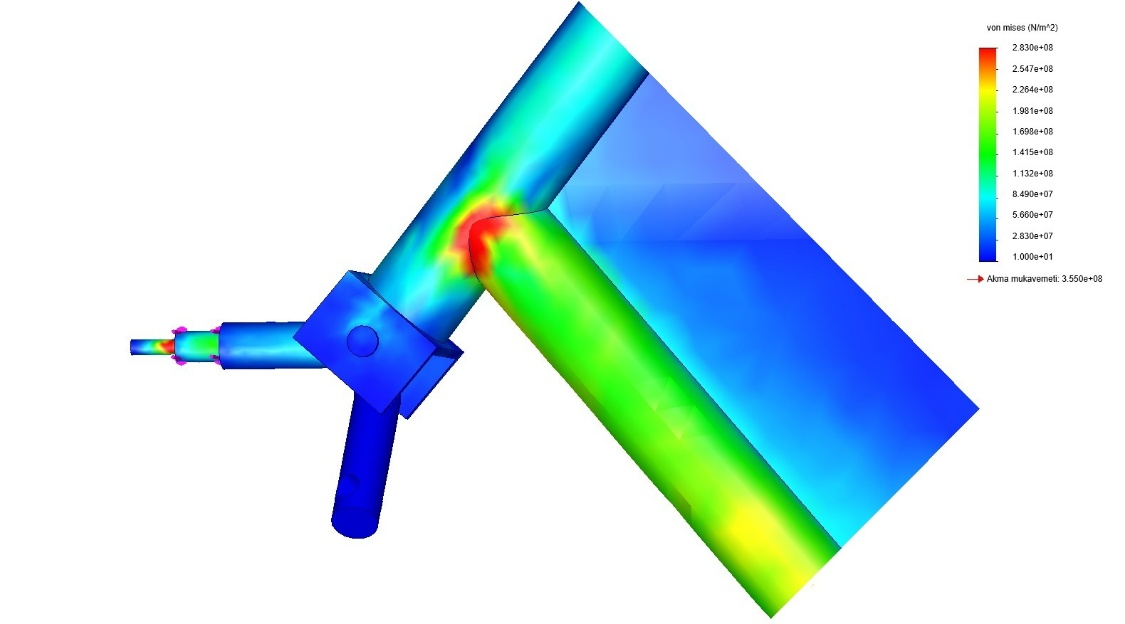 von mises (N/m^2)
2.830e+08
2.547e+08
2.264e+08
1.981e+08
1.698e+08
1.415e+08
1.132e+08
8.490e+07
5.660e+07
2.830e+07
1.000e+01
Akma mukavemeti: 3.550e+08